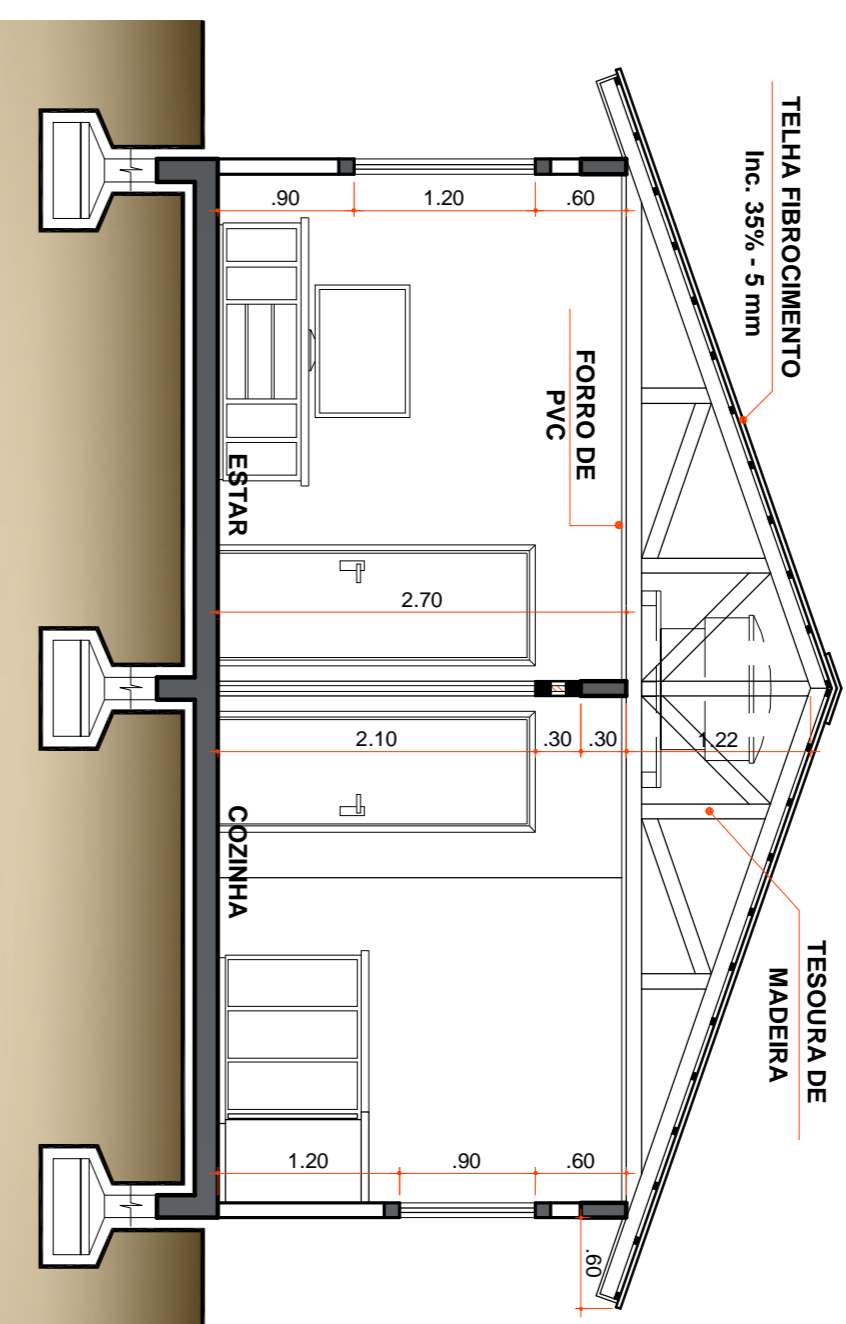 TELHA FIBROCIMENTO
Inc. 35% - 5 mm
FORRO DE
PVC
TESOURA DE
MADEIRA
.90
1.20
.60
2.70
2.10
.30
.30
1.22
1.20
.90
.60
.60
ESTAR
COZINHA